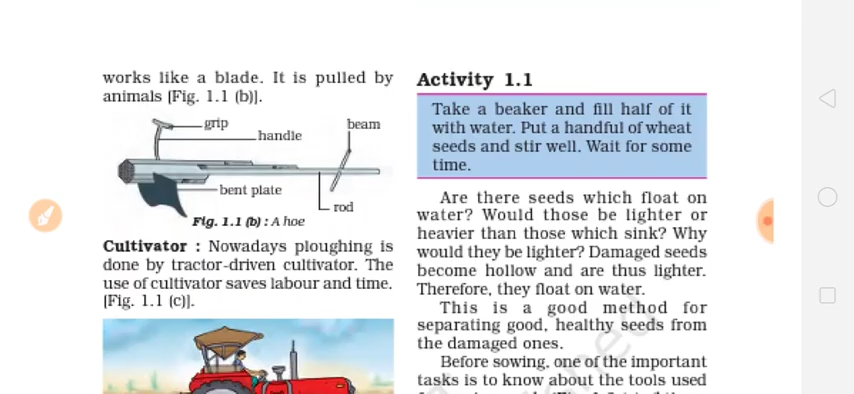 works like a blade. It is pulled by
animals [Fig. 1.1 (b)].
grip
beam
handle
bent plate
rod
Fig. 1.1 (b) : A hoe
Cultivator : Nowadays ploughing is
done by tractor-driven cultivator. The
use of cultivator saves labour and time.
[Fig. 1.1 (c)].
Activity 1.1
Take a beaker and fill half of it
with water. Put a handful of wheat
seeds and stir well. Wait for some
time.
Are there seeds which float on
water? Would those be lighter or
heavier than those which sink? Why
would they be lighter? Damaged seeds
become hollow and are thus lighter.
Therefore, they float on water.
This is a good method for
separating good, healthy seeds from
the damaged ones.
Before sowing, one of the important
tasks is to know about the tools used